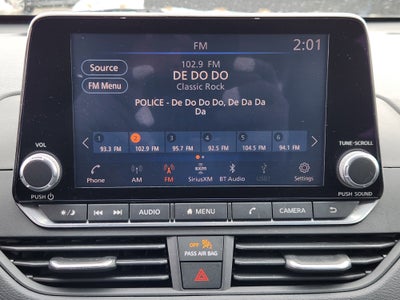 FM
2:01
Source
FM Menu
102.9 FM
DE DO DO
Classic Rock
POLICE - De Do Do Do, De Da Da
Da
1 2 5 6
93.3 FM 102.9 FM 95.7 FM 92.5 FM 104.5 FM 94.1 FM
Phone AM FM SiriusXM BT Audio USB Settings
VOL
TUNE·SCROLL
PUSH
PUSH SOUND
AUDIO MENU CAMERA
OFF
PASS AIR BAG